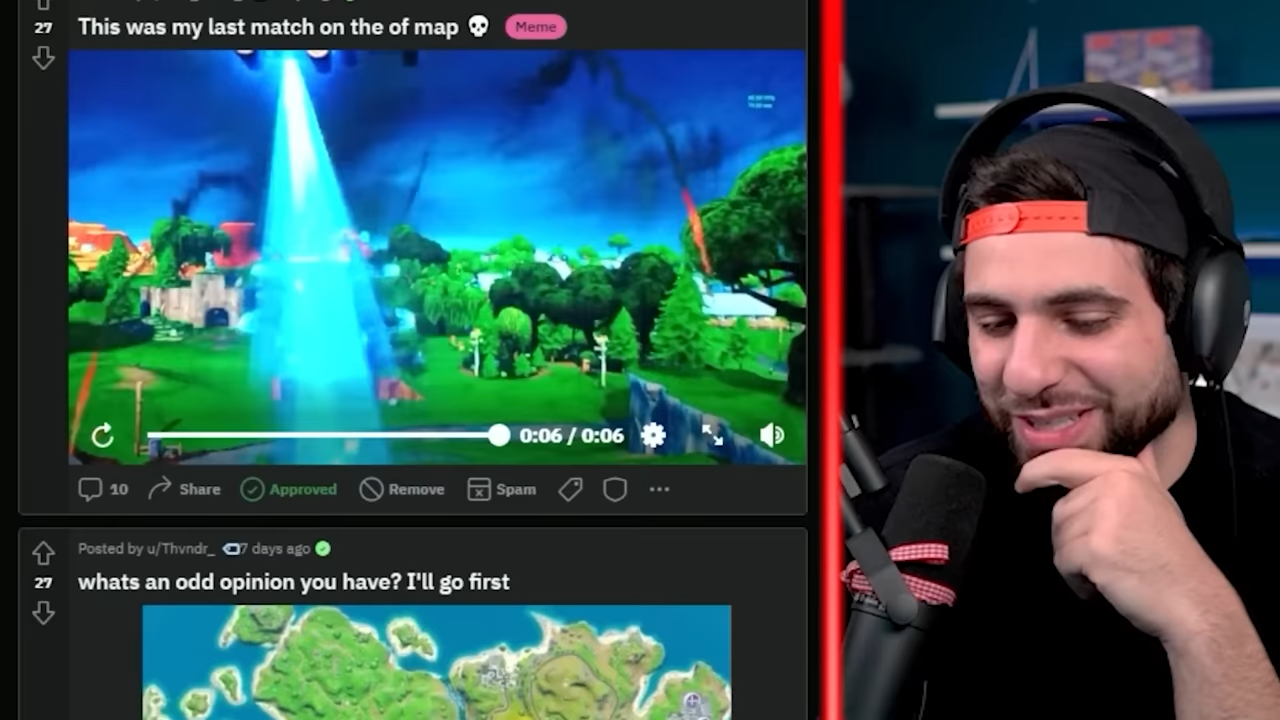 27
This was my last match on the of map 💀 Meme
0:06 / 0:06
10 Share Approved Remove Spam
Posted by u/Thvndr_ 7 days ago
27
whats an odd opinion you have? I'll go first